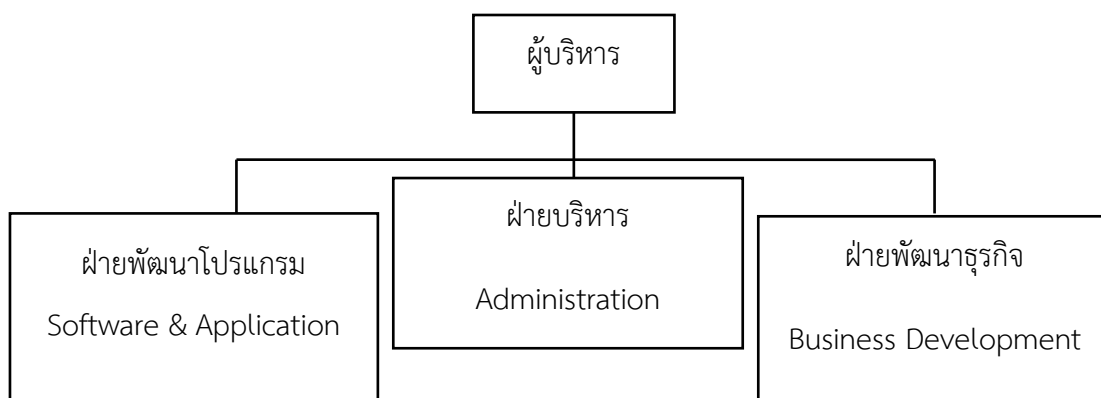 ผู้บริหาร
ฝ่ายพัฒนาโปรแกรม
Software & Application
ฝ่ายบริหาร
Administration
ฝ่ายพัฒนาธุรกิจ
Business Development